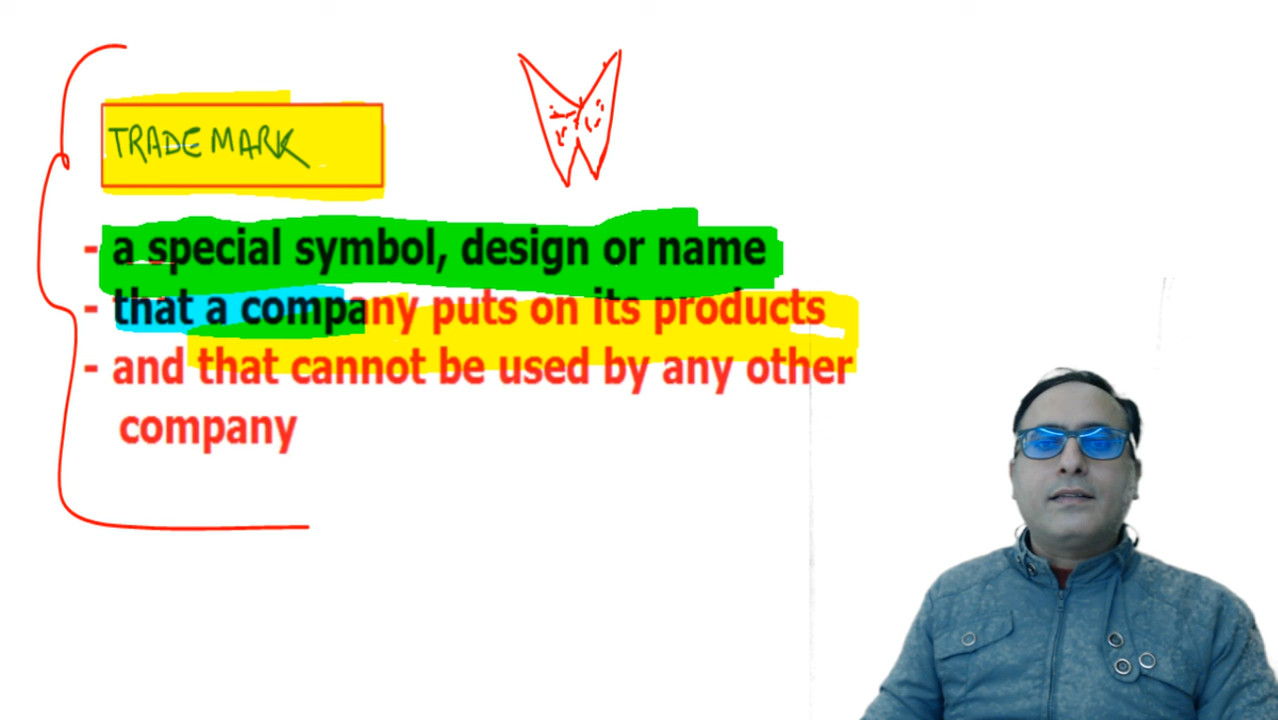 TRADEMARK
- a special symbol, design or name
- that a company puts on its products
- and that cannot be used by any other
company